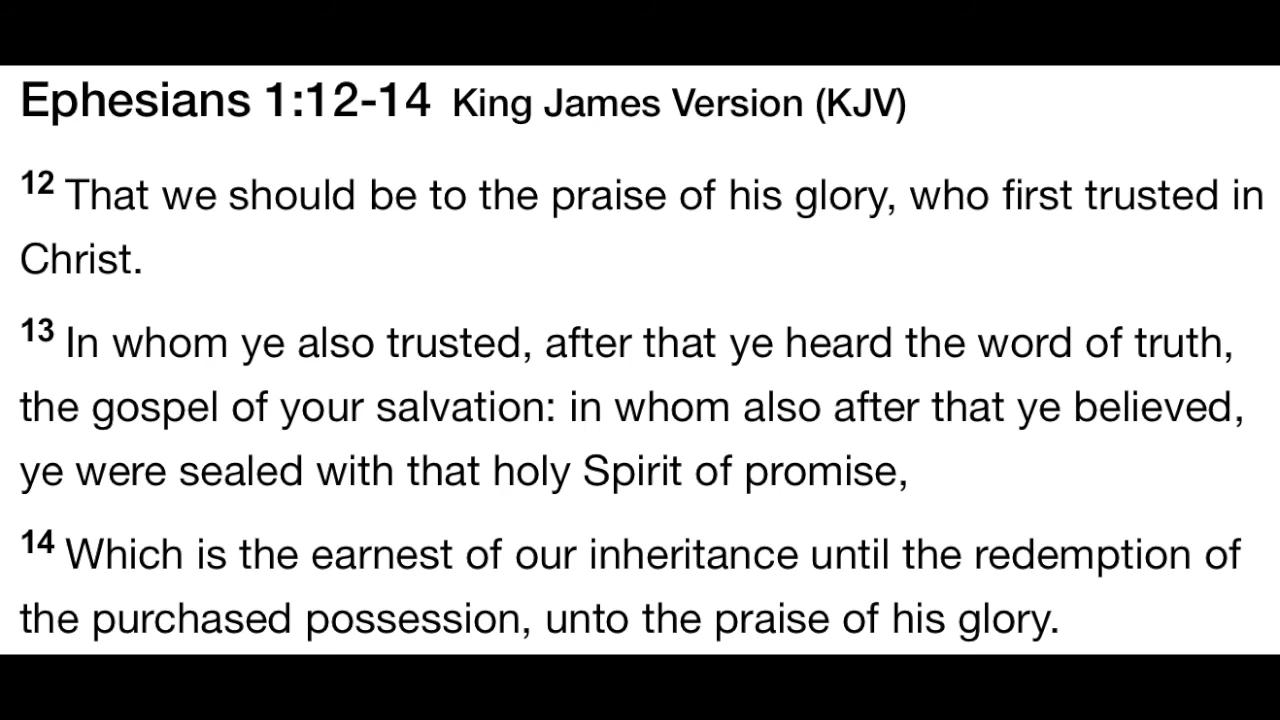 Ephesians 1:12-14 King James Version (KJV)
12 That we should be to the praise of his glory, who first trusted in
Christ.
13 In whom ye also trusted, after that ye heard the word of truth,
the gospel of your salvation: in whom also after that ye believed,
ye were sealed with that holy Spirit of promise,
14 Which is the earnest of our inheritance until the redemption of
the purchased possession, unto the praise of his glory.